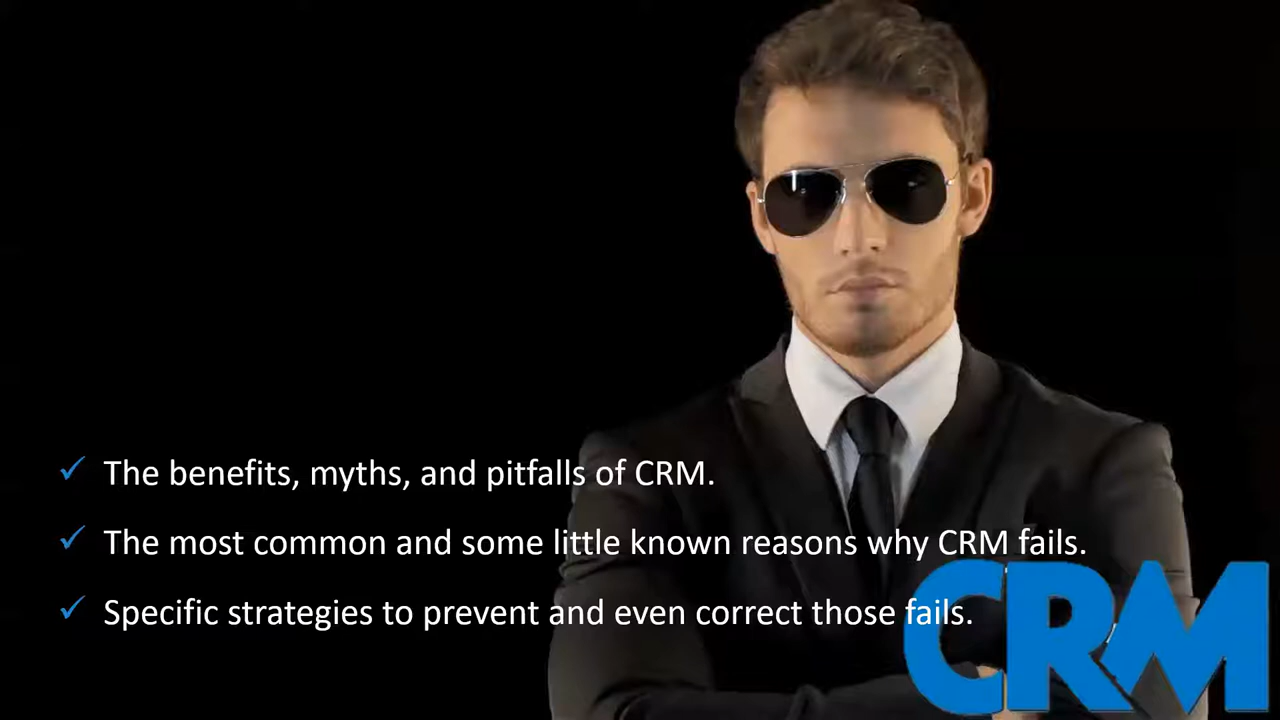 ✓ The benefits, myths, and pitfalls of CRM.
✓ The most common and some little known reasons why CRM fails.
✓ Specific strategies to prevent and even correct those fails.
CRM